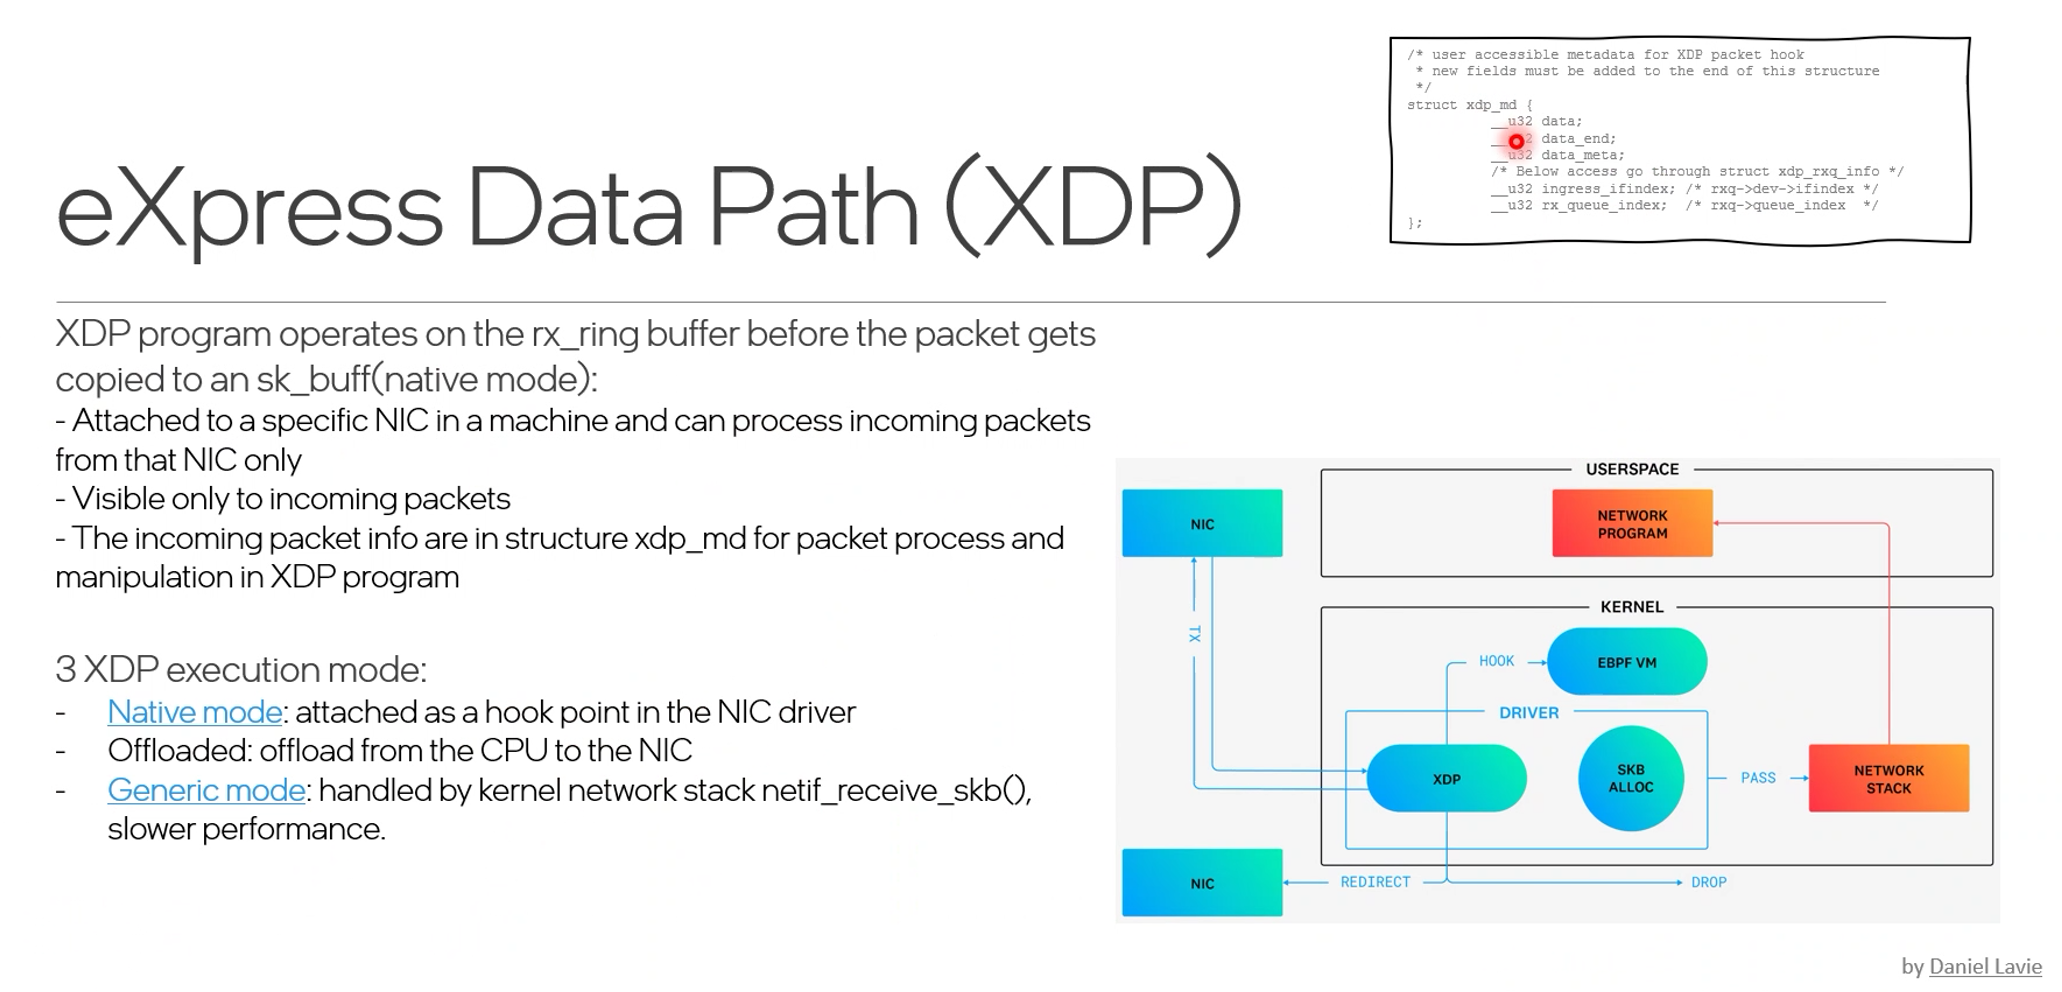 /* user accessible metadata for XDP packet hook
* new fields must be added to the end of this structure
*/
struct xdp_md {
__u32 data;
data_end;
__u32 data_meta;
/* Below access go through struct xdp_rxq_info */
__u32 ingress_ifindex; /* rxq->dev->ifindex */
__u32 rx_queue_index; /* rxq->queue_index */
};
eXpress Data Path (XDP)
XDP program operates on the rx_ring buffer before the packet gets
copied to an sk_buff(native mode):
- Attached to a specific NIC in a machine and can process incoming packets
from that NIC only
- Visible only to incoming packets
- The incoming packet info are in structure xdp_md for packet process and
manipulation in XDP program
3 XDP execution mode:
- Native mode: attached as a hook point in the NIC driver
- Offloaded: offload from the CPU to the NIC
- Generic mode: handled by kernel network stack netif_receive_skb(),
slower performance.
USERSPACE
NIC
NETWORK
PROGRAM
KERNEL
TX
HOOK
EBPF VM
DRIVER
XDP
SKB
ALLOC
PASS
NETWORK
STACK
NIC
REDIRECT
DROP
by Daniel Lavie